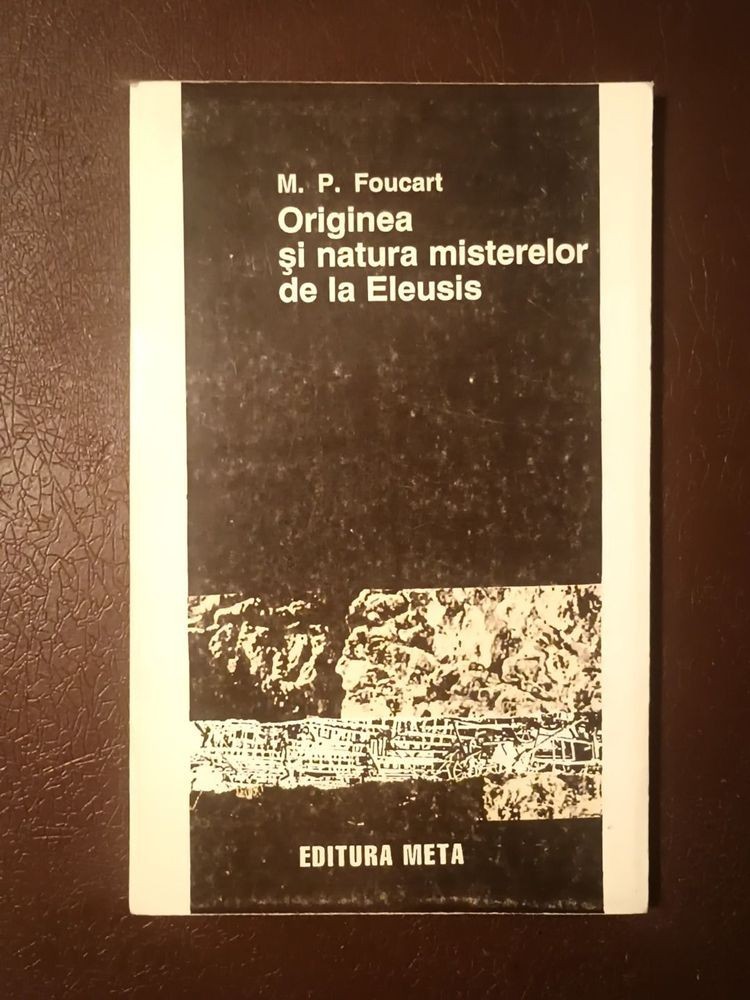 M. P. Foucart
Originea
şi natura misterelor
de la Eleusis
EDITURA META